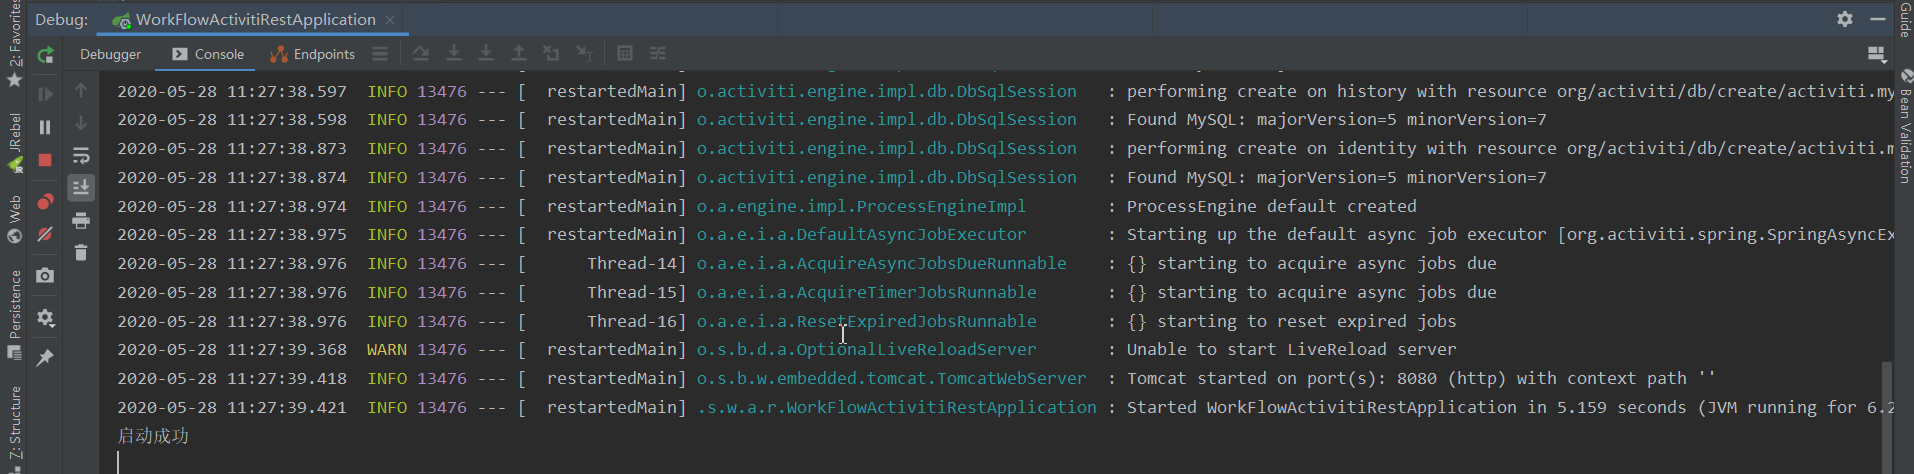 Debug: WorkFlowActivitiRestApplication
Debugger Console Endpoints
2020-05-28 11:27:38.597 INFO 13476 --- [ restartedMain] o.activiti.engine.impl.db.DbSqlSession : performing create on history with resource org/activiti/db/create/activiti.my
2020-05-28 11:27:38.598 INFO 13476 --- [ restartedMain] o.activiti.engine.impl.db.DbSqlSession : Found MySQL: majorVersion=5 minorVersion=7
2020-05-28 11:27:38.873 INFO 13476 --- [ restartedMain] o.activiti.engine.impl.db.DbSqlSession : performing create on identity with resource org/activiti/db/create/activiti.m
2020-05-28 11:27:38.874 INFO 13476 --- [ restartedMain] o.activiti.engine.impl.db.DbSqlSession : Found MySQL: majorVersion=5 minorVersion=7
2020-05-28 11:27:38.974 INFO 13476 --- [ restartedMain] o.a.engine.impl.ProcessEngineImpl : ProcessEngine default created
2020-05-28 11:27:38.975 INFO 13476 --- [ restartedMain] o.a.e.i.a.DefaultAsyncJobExecutor : Starting up the default async job executor [org.activiti.spring.SpringAsyncEx
2020-05-28 11:27:38.976 INFO 13476 --- [ Thread-14] o.a.e.i.a.AcquireAsyncJobsDueRunnable : {} starting to acquire async jobs due
2020-05-28 11:27:38.976 INFO 13476 --- [ Thread-15] o.a.e.i.a.AcquireTimerJobsRunnable : {} starting to acquire async jobs due
2020-05-28 11:27:38.976 INFO 13476 --- [ Thread-16] o.a.e.i.a.ResetExpiredJobsRunnable : {} starting to reset expired jobs
2020-05-28 11:27:39.368 WARN 13476 --- [ restartedMain] o.s.b.d.a.OptionalLiveReloadServer : Unable to start LiveReload server
2020-05-28 11:27:39.418 INFO 13476 --- [ restartedMain] o.s.b.w.embedded.tomcat.TomcatWebServer : Tomcat started on port(s): 8080 (http) with context path ''
2020-05-28 11:27:39.421 INFO 13476 --- [ restartedMain] .s.w.a.r.WorkFlowActivitiRestApplication : Started WorkFlowActivitiRestApplication in 5.159 seconds (JVM running for 6.2
启动成功
2: Favorites
JRebel
Web
Persistence
7: Structure
Guide
Bean Validation